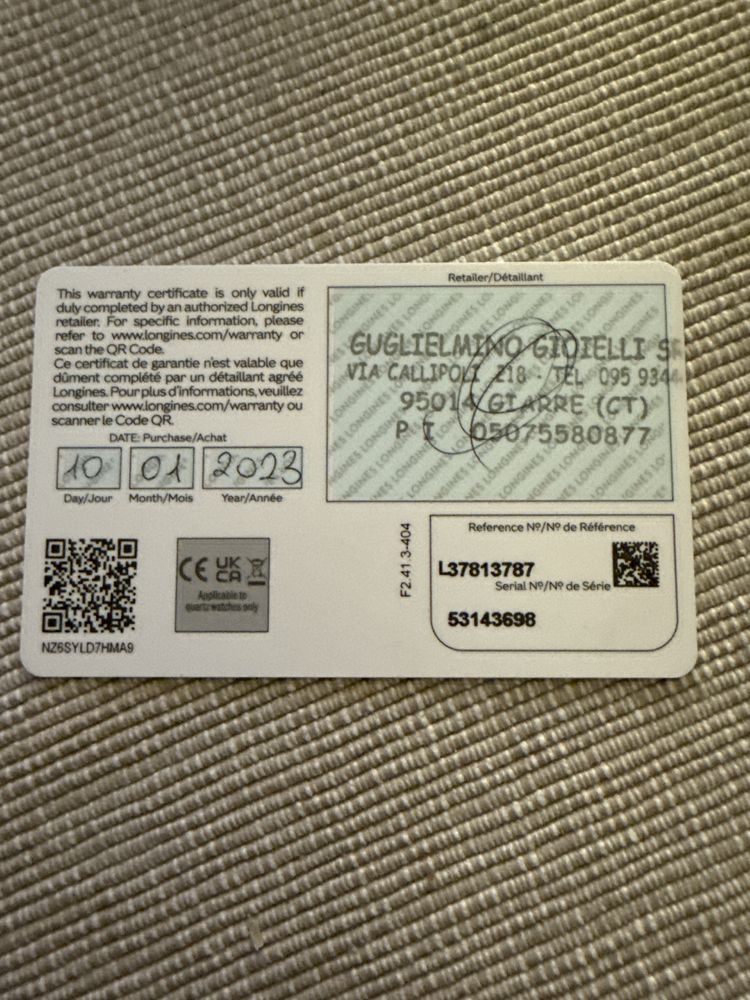 This warranty certificate is only valid if
duly completed by an authorized Longines
retailer. For specific information, please
refer to www.longines.com/warranty or
scan the QR Code.
Ce certificat de garantie n'est valable que
dûment complété par un détaillant agréé
Longines. Pour plus d'informations, veuillez
consulter www.longines.com/warranty ou
scanner le Code QR.
DATE: Purchase/Achat
10 01 2023
Day/Jour Month/Mois Year/Année
NZ6SYLD7HMA9
CE UK CA
Applicable to
quartz watches only
Retailer/Détaillant
GUGLIELMINO GIOIELLI
VIA CALLIPOLI 218 - TEL 095 934
95014 GIARRE (CT)
P I 05075580877
F2.41.3-404
Reference Nº/Nº de Référence
L37813787
Serial Nº/Nº de Série
53143698